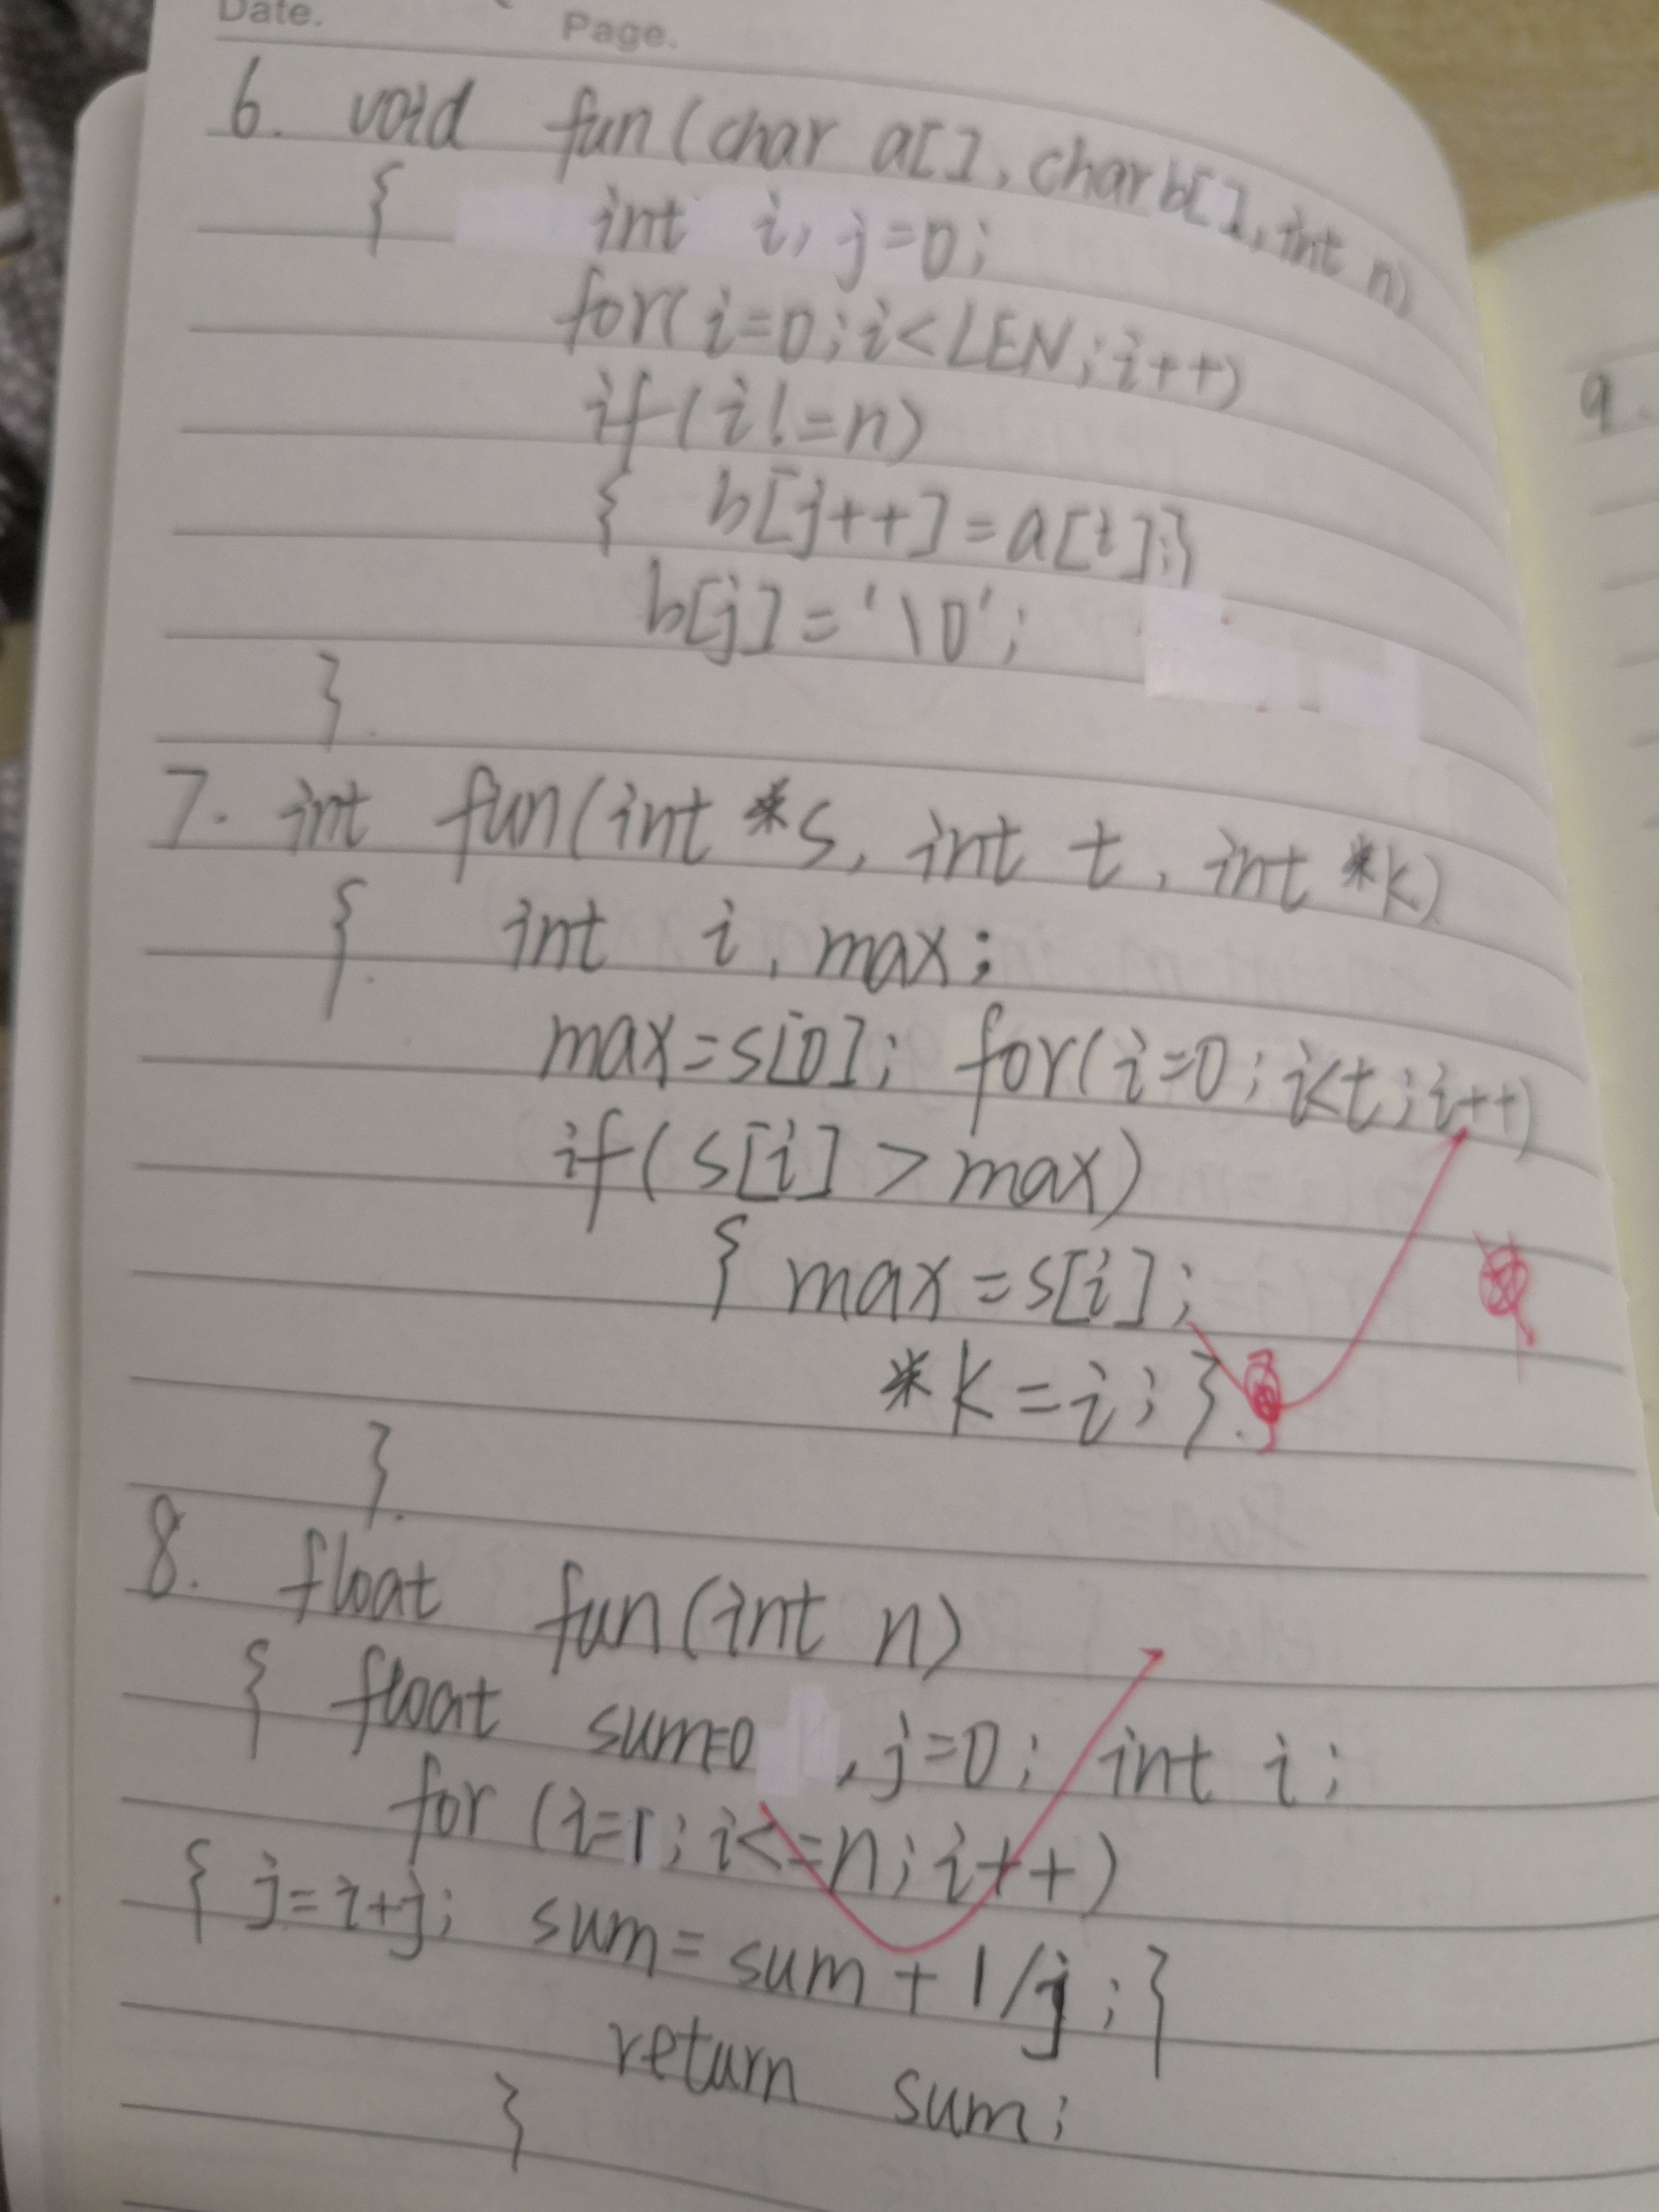 Date.
Page.
6. void fun(char a[], char b[], int n)
{ int i, j=0;
for(i=0;i<LEN;i++)
if(i!=n)
{ b[j++]=a[i];}
b[j]='\0';
}.
7. int fun(int *s, int t, int *k)
{ int i, max;
max=s[0]; for(i=0;i<t;i++)
if(s[i]>max)
{ max=s[i];
*k=i;}.
}.
8. float fun(int n)
{ float sum=0 , j=0; int i;
for (i=1; i<=n; i++)
{ j=i+j; sum=sum+1/j;}
return sum;
}
9.